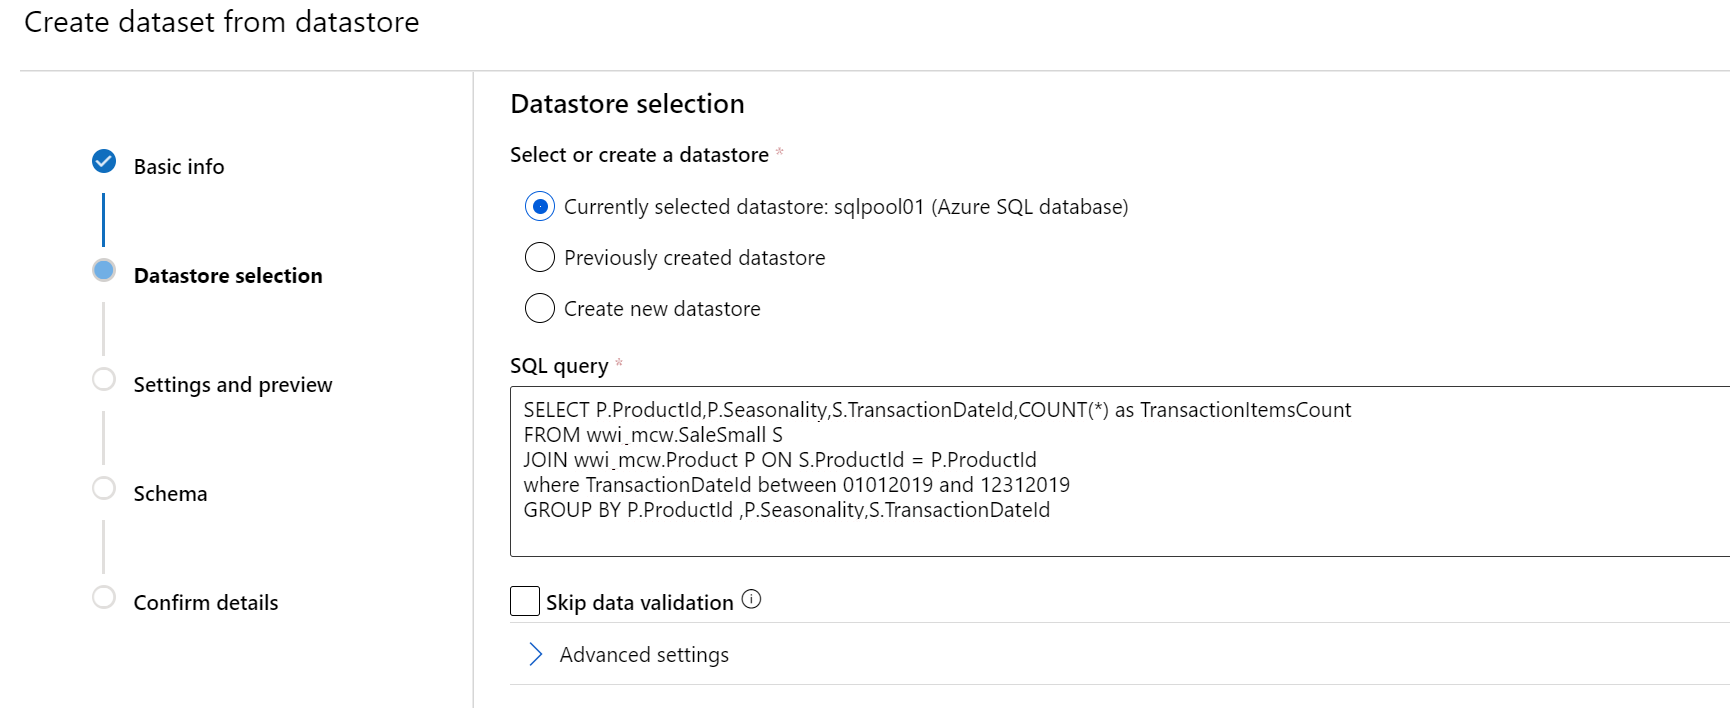 Create dataset from datastore
Basic info
Datastore selection
Settings and preview
Schema
Confirm details
Datastore selection
Select or create a datastore *
Currently selected datastore: sqlpool01 (Azure SQL database)
Previously created datastore
Create new datastore
SQL query *
SELECT P.ProductId,P.Seasonality,S.TransactionDateId,COUNT(*) as TransactionItemsCount
FROM wwi_mcw.SaleSmall S
JOIN wwi_mcw.Product P ON S.ProductId = P.ProductId
where TransactionDateId between 01012019 and 12312019
GROUP BY P.ProductId ,P.Seasonality,S.TransactionDateId
Skip data validation
Advanced settings